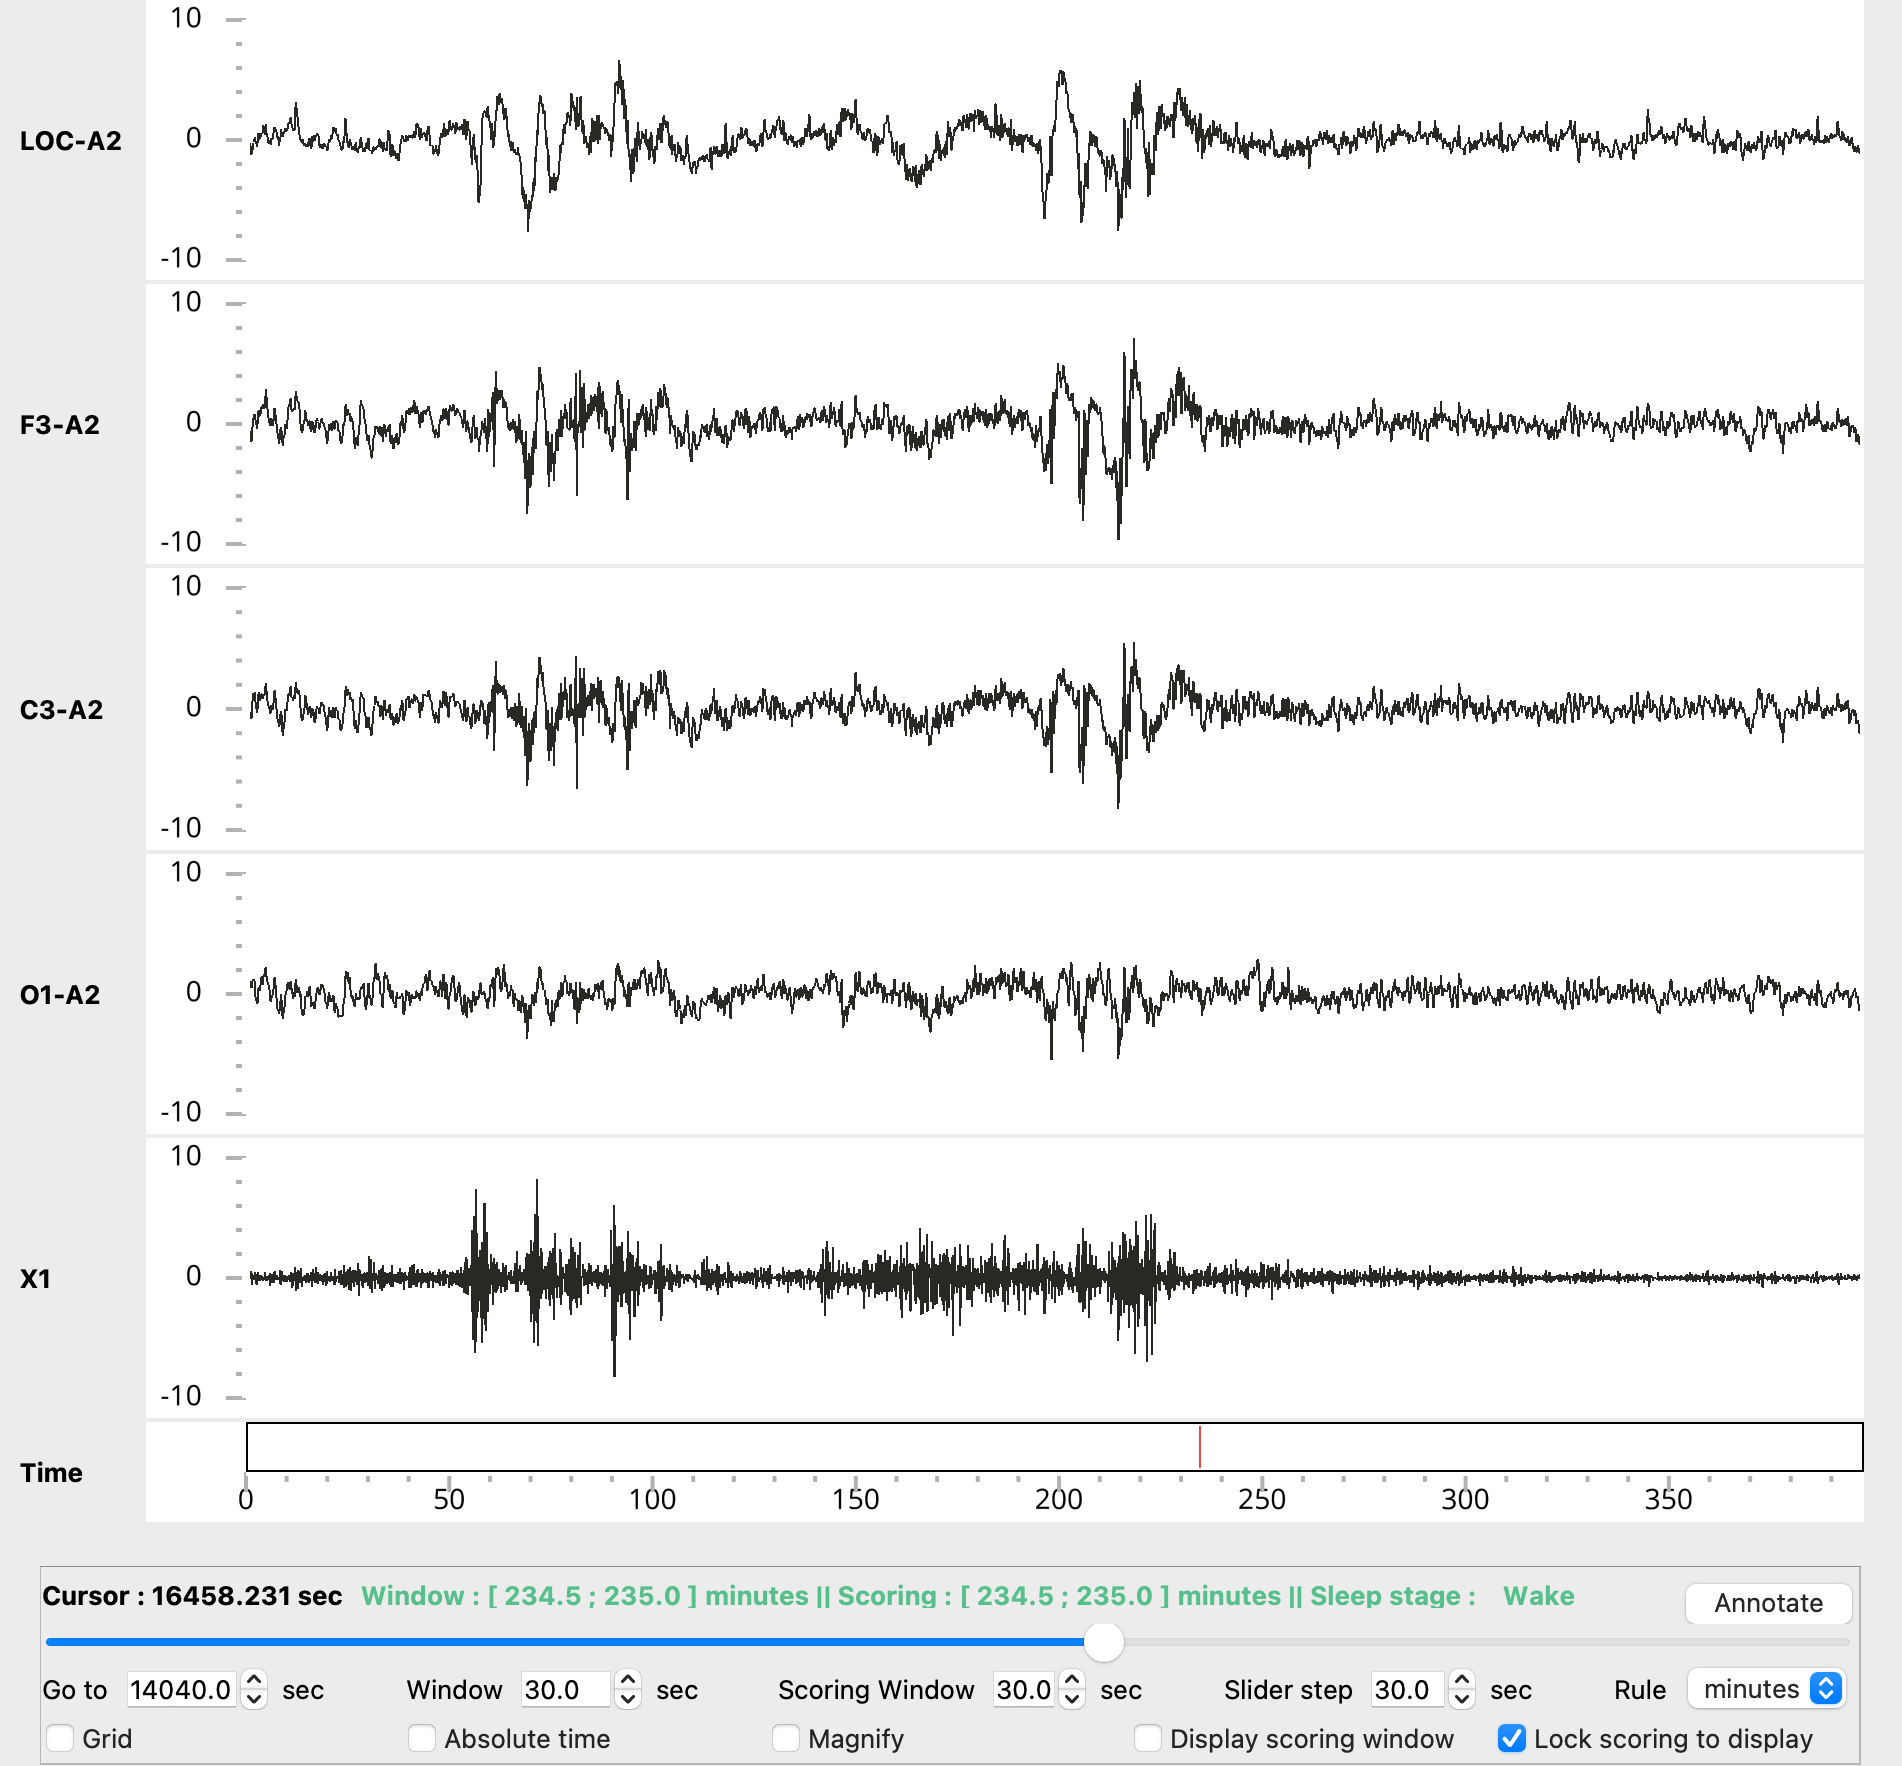 10
LOC-A2
0
-10
10
F3-A2
0
-10
10
C3-A2
0
-10
10
O1-A2
0
-10
10
X1
0
-10
Time
0 50 100 150 200 250 300 350
Cursor : 16458.231 sec Window : [ 234.5 ; 235.0 ] minutes || Scoring : [ 234.5 ; 235.0 ] minutes || Sleep stage : Wake
Annotate
Go to 14040.0 sec Window 30.0 sec Scoring Window 30.0 sec Slider step 30.0 sec Rule minutes
Grid Absolute time Magnify Display scoring window Lock scoring to display